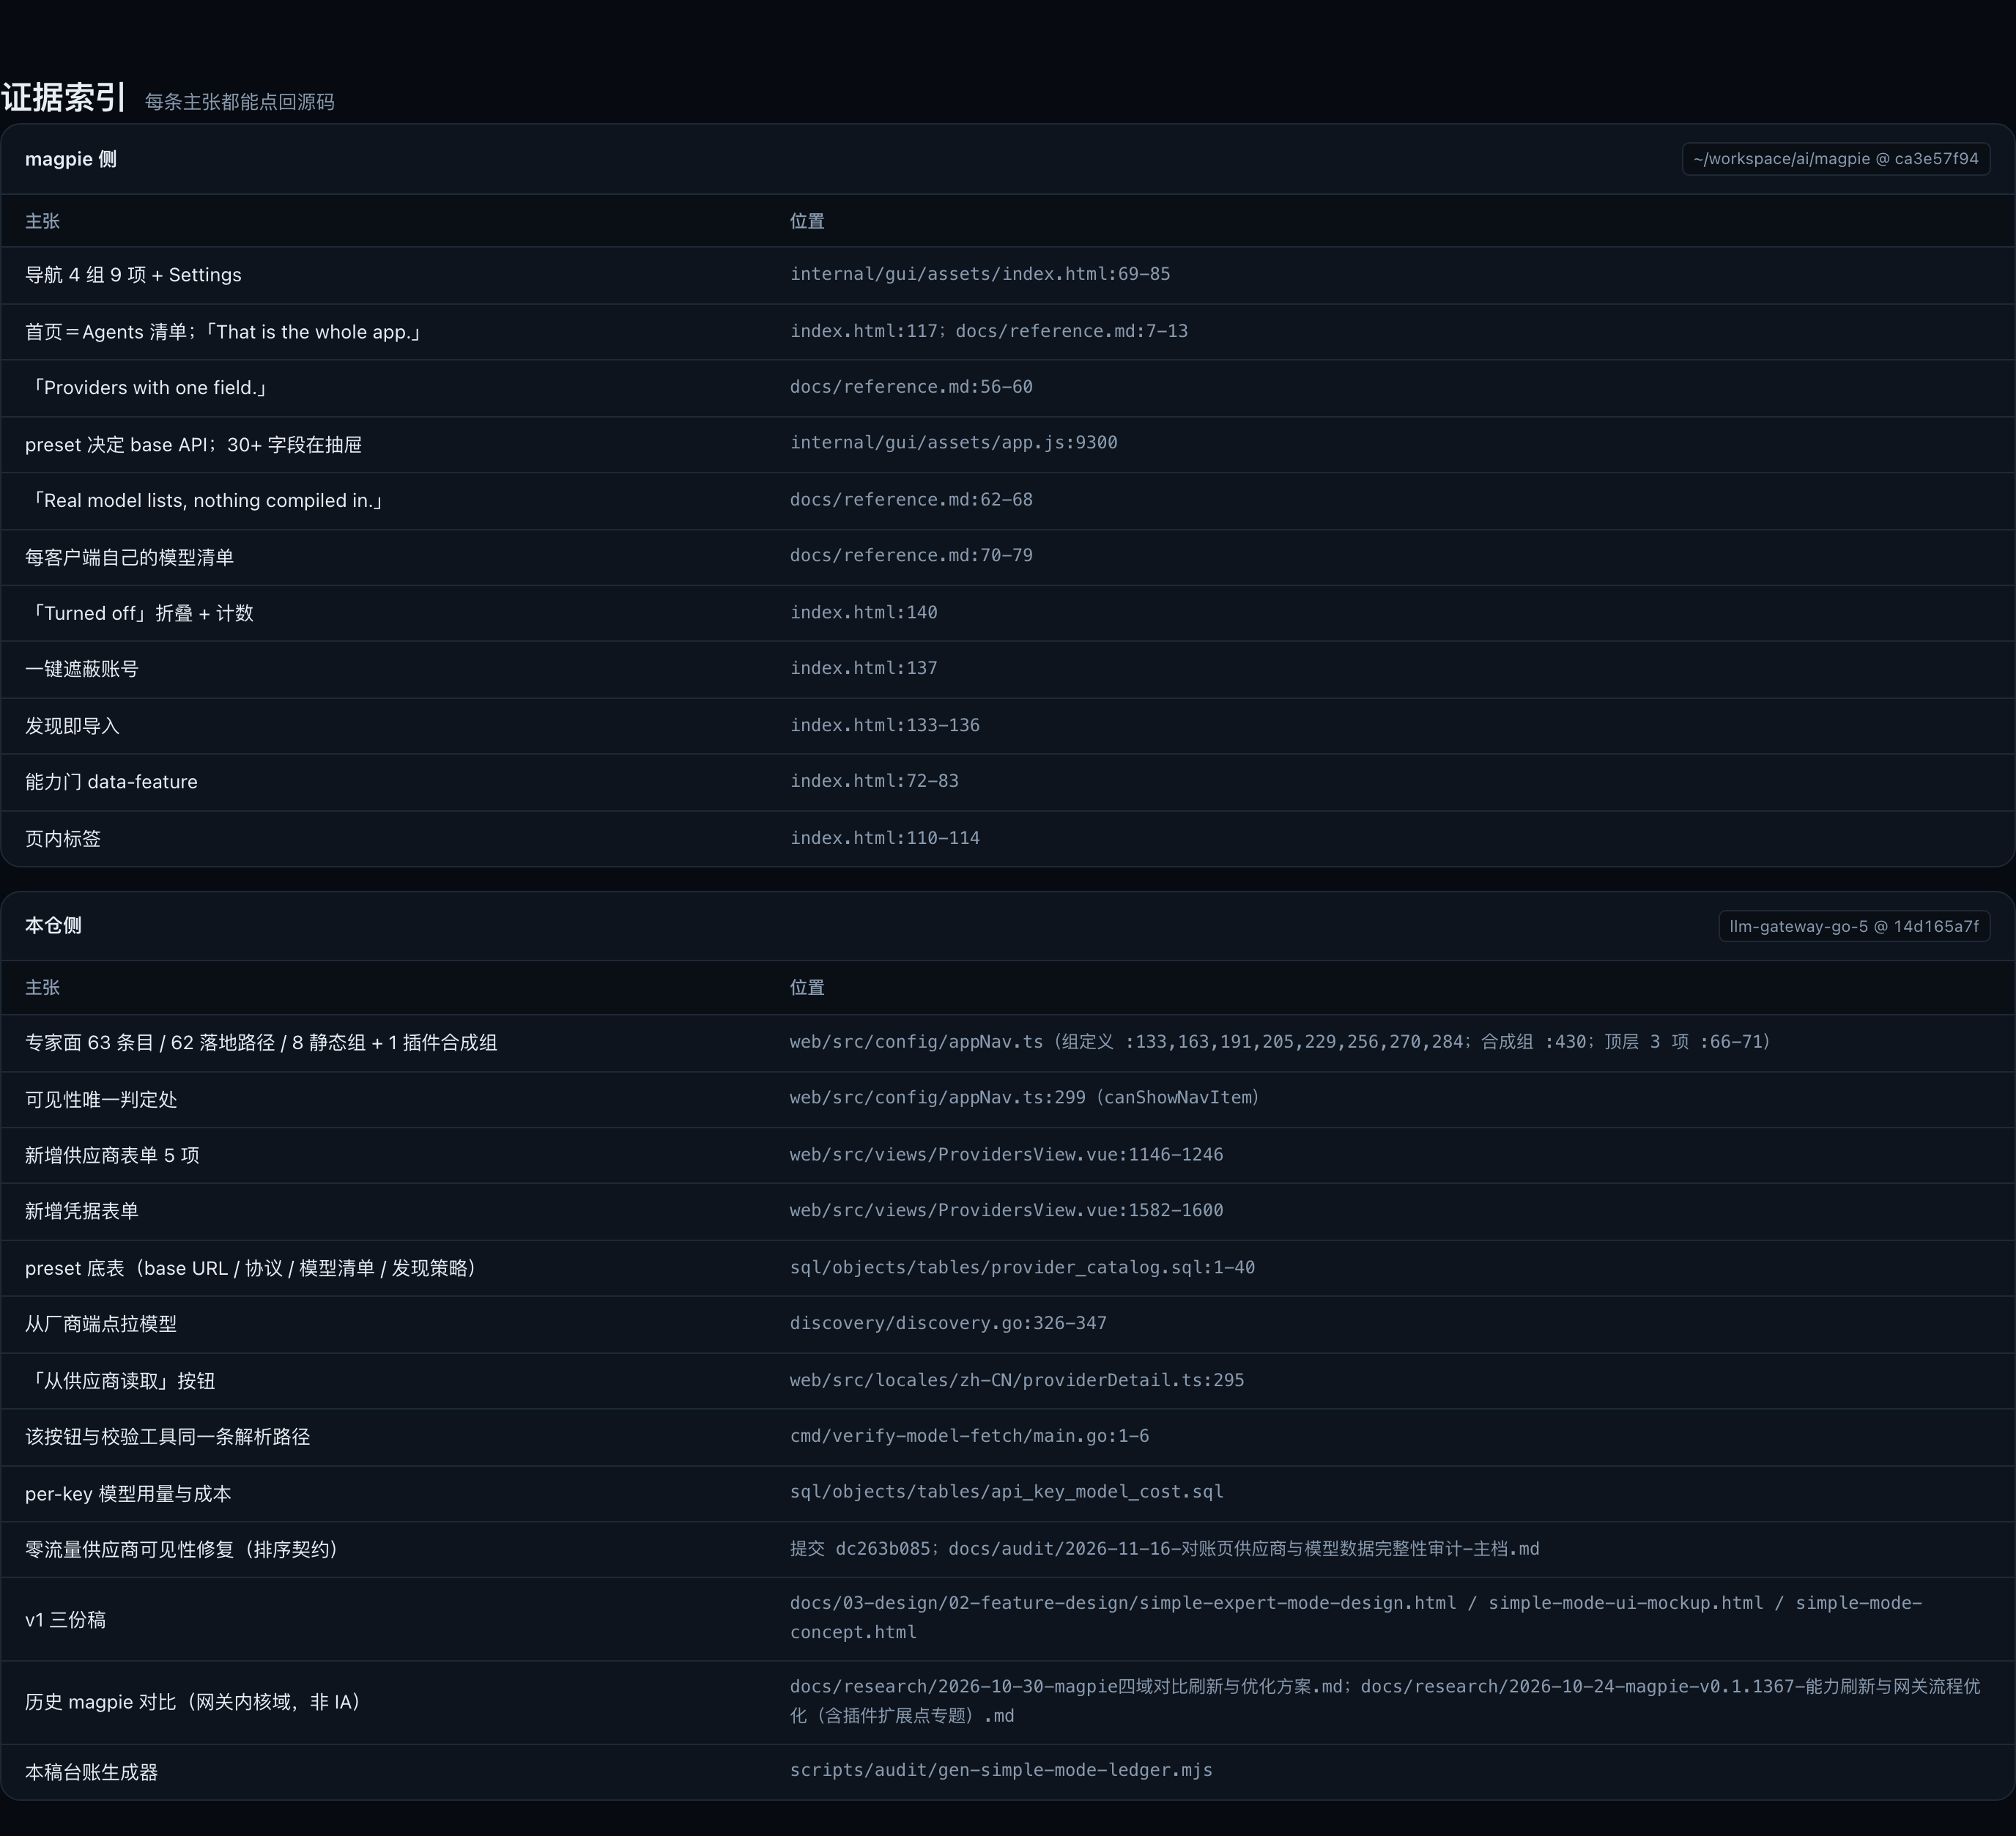 证据索引 每条主张都能点回源码
magpie 侧 ~/workspace/ai/magpie @ ca3e57f94
主张 位置
导航 4 组 9 项 + Settings internal/gui/assets/index.html:69-85
首页＝Agents 清单；「That is the whole app.」 index.html:117；docs/reference.md:7-13
「Providers with one field.」 docs/reference.md:56-60
preset 决定 base API；30+ 字段在抽屉 internal/gui/assets/app.js:9300
「Real model lists, nothing compiled in.」 docs/reference.md:62-68
每客户端自己的模型清单 docs/reference.md:70-79
「Turned off」折叠 + 计数 index.html:140
一键遮蔽账号 index.html:137
发现即导入 index.html:133-136
能力门 data-feature index.html:72-83
页内标签 index.html:110-114
本仓侧 llm-gateway-go-5 @ 14d165a7f
主张 位置
专家面 63 条目 / 62 落地路径 / 8 静态组 + 1 插件合成组 web/src/config/appNav.ts（组定义 :133,163,191,205,229,256,270,284；合成组 :430；顶层 3 项 :66-71）
可见性唯一判定处 web/src/config/appNav.ts:299（canShowNavItem）
新增供应商表单 5 项 web/src/views/ProvidersView.vue:1146-1246
新增凭据表单 web/src/views/ProvidersView.vue:1582-1600
preset 底表（base URL / 协议 / 模型清单 / 发现策略） sql/objects/tables/provider_catalog.sql:1-40
从厂商端点拉模型 discovery/discovery.go:326-347
「从供应商读取」按钮 web/src/locales/zh-CN/providerDetail.ts:295
该按钮与校验工具同一条解析路径 cmd/verify-model-fetch/main.go:1-6
per-key 模型用量与成本 sql/objects/tables/api_key_model_cost.sql
零流量供应商可见性修复（排序契约） 提交 dc263b085；docs/audit/2026-11-16-对账页供应商与模型数据完整性审计-主档.md
v1 三份稿 docs/03-design/02-feature-design/simple-expert-mode-design.html / simple-mode-ui-mockup.html / simple-mode-
concept.html
历史 magpie 对比（网关内核域，非 IA） docs/research/2026-10-30-magpie四域对比刷新与优化方案.md；docs/research/2026-10-24-magpie-v0.1.1367-能力刷新与网关流程优
化（含插件扩展点专题）.md
本稿台账生成器 scripts/audit/gen-simple-mode-ledger.mjs